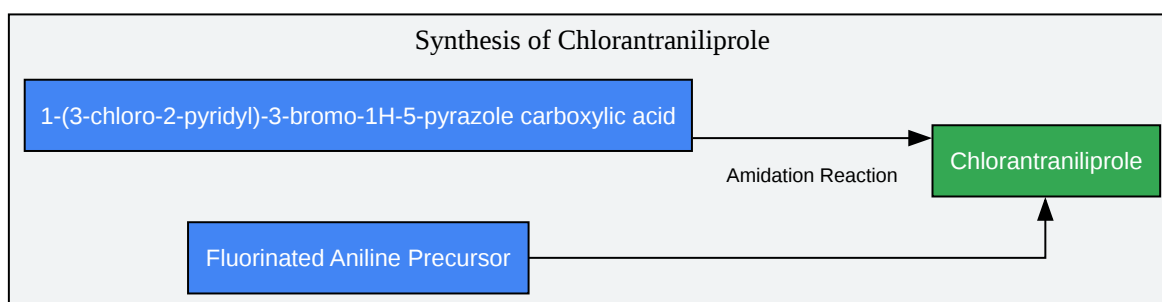 Synthesis of Chlorantraniliprole
1-(3-chloro-2-pyridyl)-3-bromo-1H-5-pyrazole carboxylic acid
Chlorantraniliprole
Amidation Reaction
Fluorinated Aniline Precursor